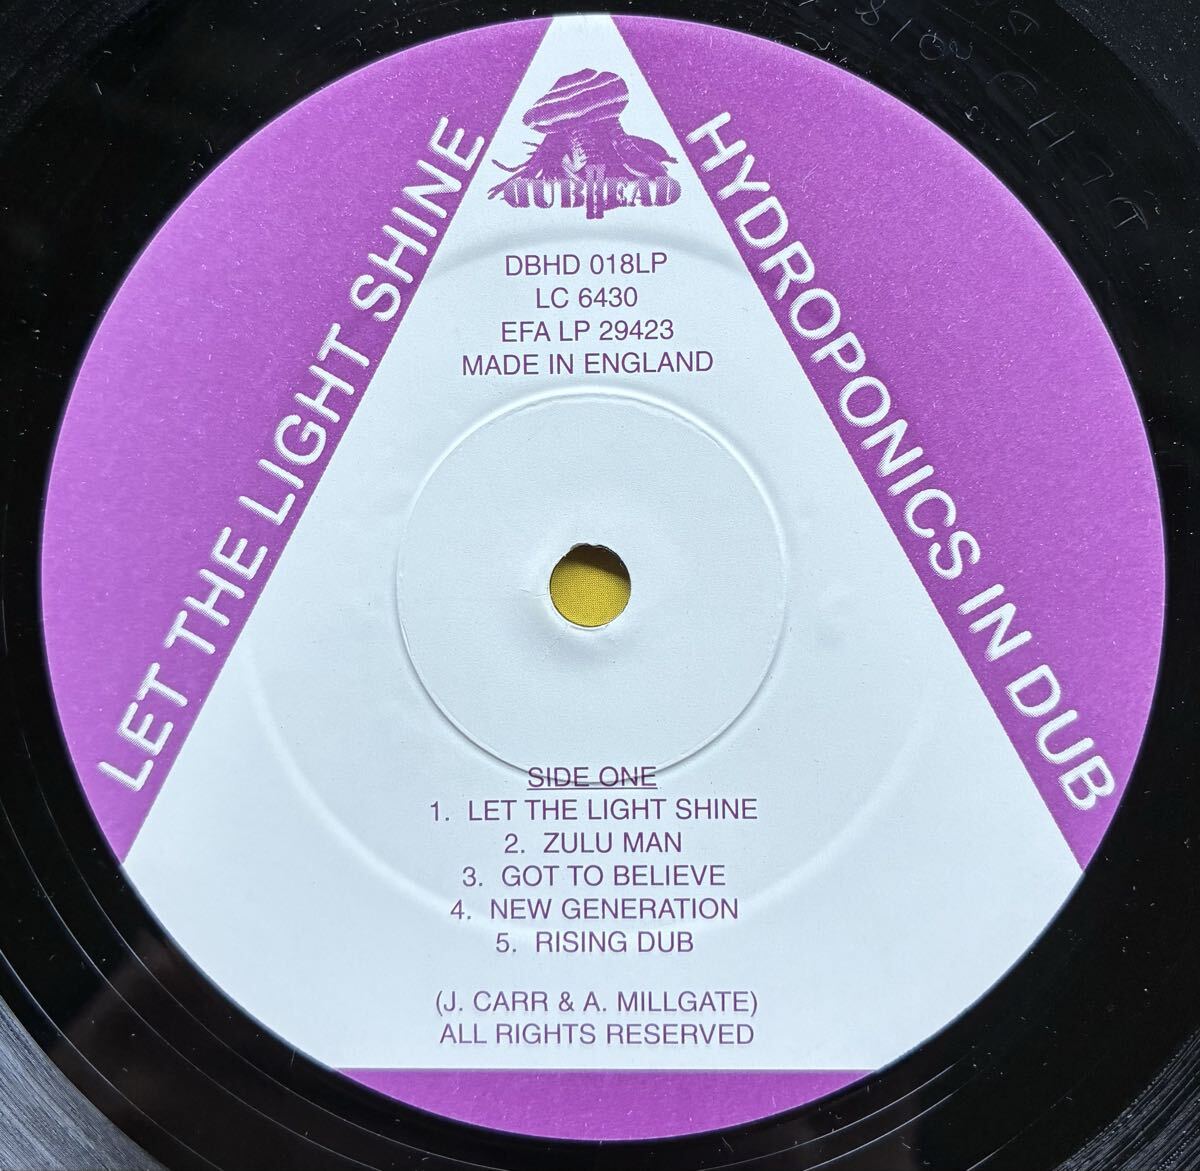 DUBHEAD
LET THE LIGHT SHINE
HYDROPONICS IN DUB
DBHD 018LP
LC 6430
EFA LP 29423
MADE IN ENGLAND
SIDE ONE
1. LET THE LIGHT SHINE
2. ZULU MAN
3. GOT TO BELIEVE
4. NEW GENERATION
5. RISING DUB
(J. CARR & A. MILLGATE)
ALL RIGHTS RESERVED